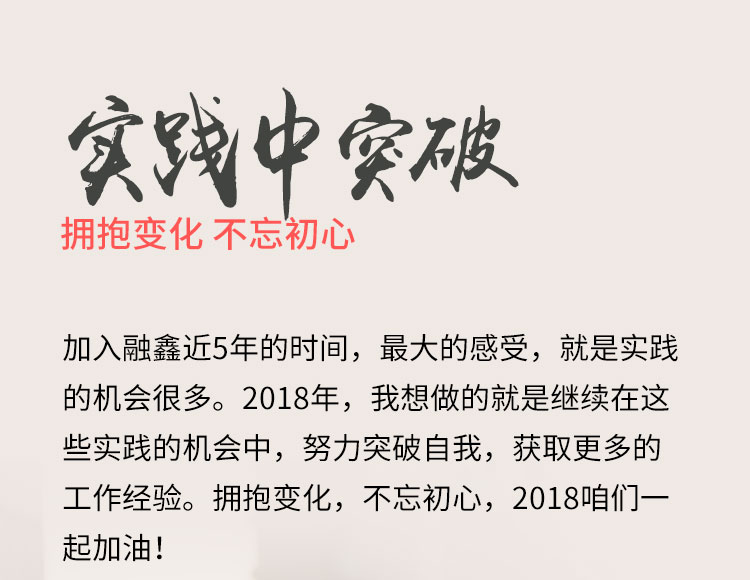 实践中突破
拥抱变化 不忘初心
加入融鑫近5年的时间，最大的感受，就是实践
的机会很多。2018年，我想做的就是继续在这
些实践的机会中，努力突破自我，获取更多的
工作经验。拥抱变化，不忘初心，2018咱们一
起加油！